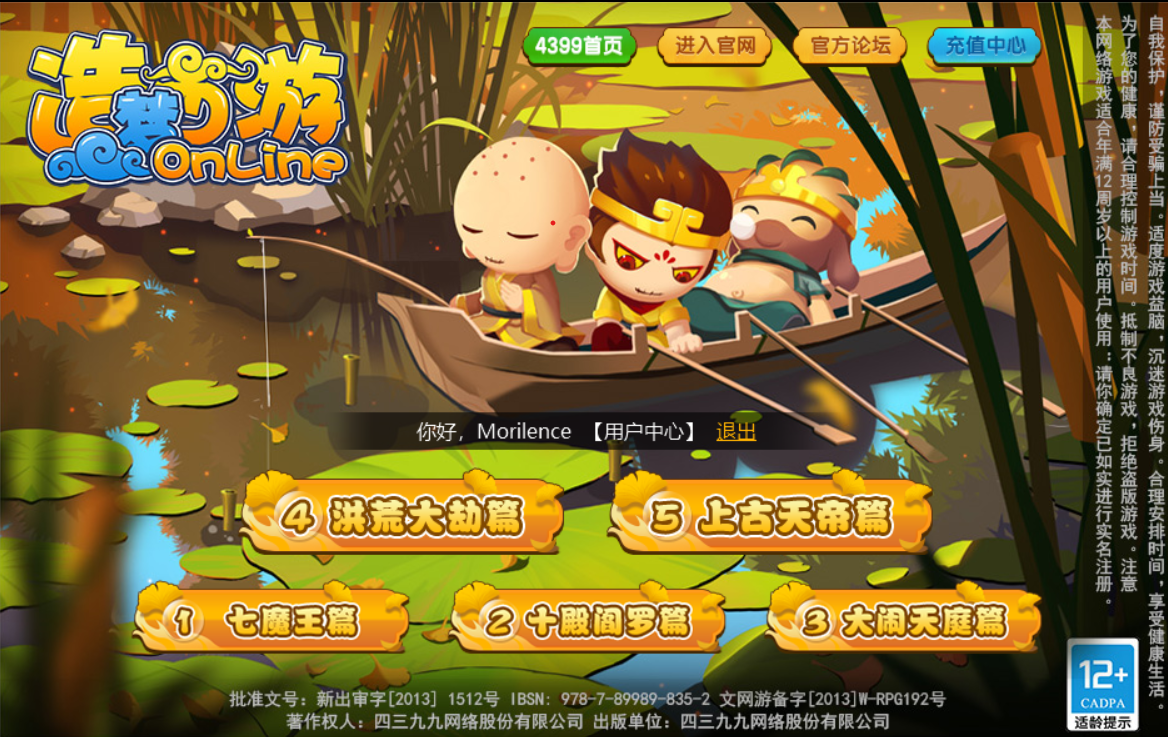 造梦西游
OnLine
4399首页
进入官网
官方论坛
充值中心
自我保护，谨防受骗上当。适度游戏益脑，沉迷游戏伤身。合理安排时间，享受健康生活。
为了您的健康，请合理控制游戏时间。抵制不良游戏，拒绝盗版游戏。注意
本网络游戏适合年满12周岁以上的用户使用：请你确定已如实进行实名注册。
你好，Morilence 【用户中心】 退出
4 洪荒大劫篇
5 上古天帝篇
1 七魔王篇
2 十殿阎罗篇
3 大闹天庭篇
12+
CADPA
适龄提示
批准文号：新出审字[2013] 1512号 IBSN: 978-7-89989-835-2 文网游备字[2013]W-RPG192号
著作权人：四三九九网络股份有限公司 出版单位：四三九九网络股份有限公司